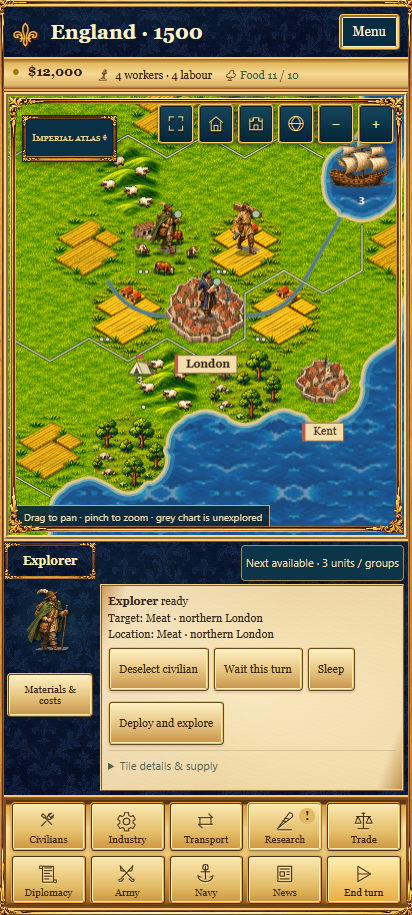 England · 1500
Menu
$12,000
4 workers · 4 labour
Food 11 / 10
Imperial atlas
−
+
3
London
Kent
Drag to pan · pinch to zoom · grey chart is unexplored
Explorer
Next available · 3 units / groups
Explorer ready
Target: Meat · northern London
Location: Meat · northern London
Deselect civilian
Wait this turn
Sleep
Materials &
costs
Deploy and explore
Tile details & supply
Civilians
Industry
Transport
Research
!
Trade
Diplomacy
Army
Navy
News
End turn